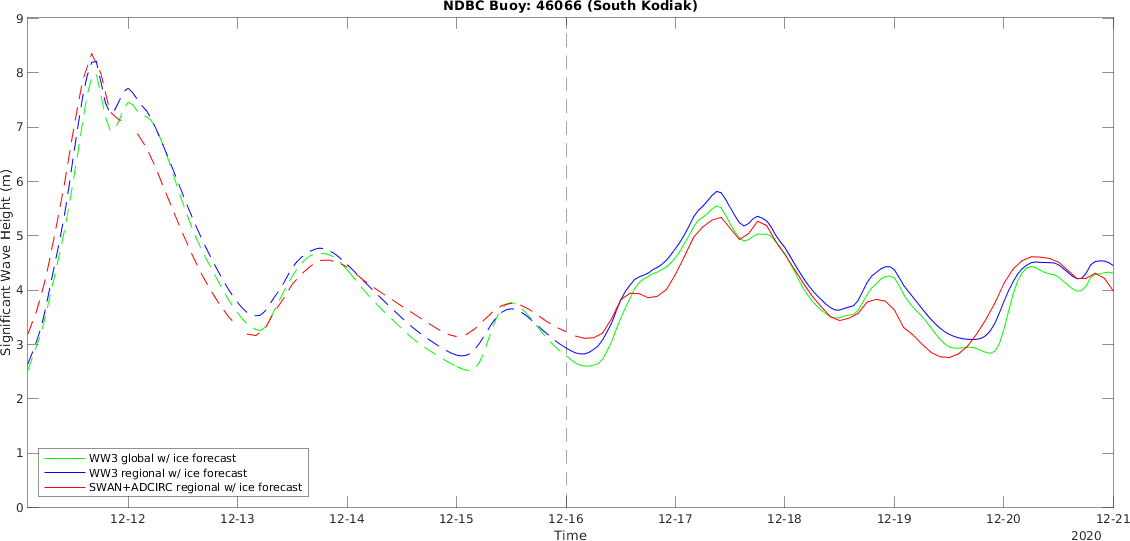 NDBC Buoy: 46066 (South Kodiak)
9
8
7
6
5
4
3
2
1
0
Significant Wave Height (m)
WW3 global w/ ice forecast
WW3 regional w/ ice forecast
SWAN+ADCIRC regional w/ ice forecast
12-12 12-13 12-14 12-15 12-16 12-17 12-18 12-19 12-20 12-21
Time
2020